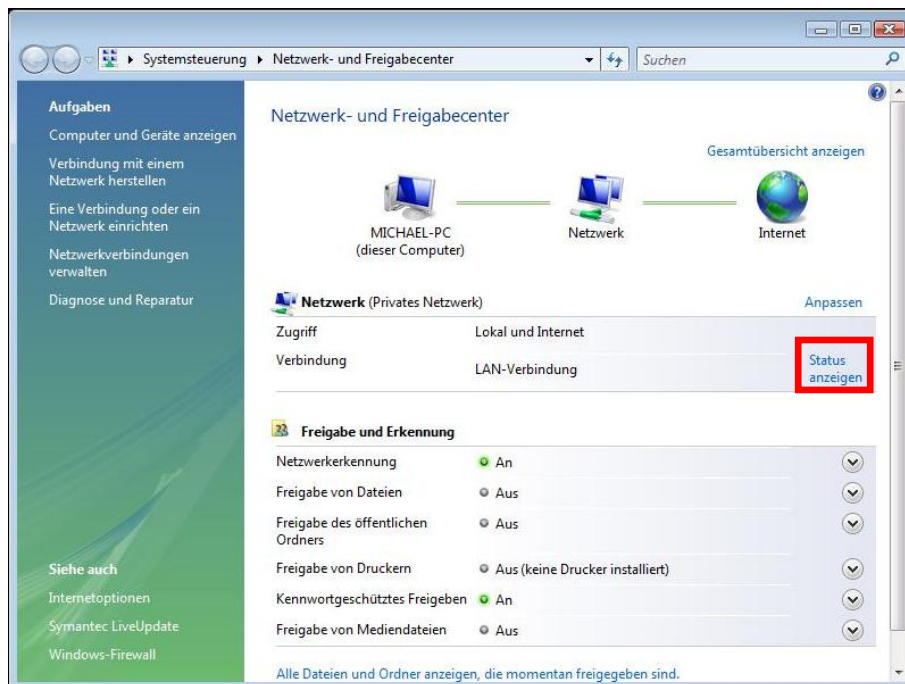 Systemsteuerung ▸ Netzwerk- und Freigabecenter
Suchen
Aufgaben
Computer und Geräte anzeigen
Verbindung mit einem
Netzwerk herstellen
Eine Verbindung oder ein
Netzwerk einrichten
Netzwerkverbindungen
verwalten
Diagnose und Reparatur
Siehe auch
Internetoptionen
Symantec LiveUpdate
Windows-Firewall
Netzwerk- und Freigabecenter
Gesamtübersicht anzeigen
MICHAEL-PC
(dieser Computer)
Netzwerk
Internet
Netzwerk (Privates Netzwerk)
Anpassen
Zugriff Lokal und Internet
Verbindung LAN-Verbindung
Status
anzeigen
Freigabe und Erkennung
Netzwerkerkennung An
Freigabe von Dateien Aus
Freigabe des öffentlichen Aus
Ordners
Freigabe von Druckern Aus (keine Drucker installiert)
Kennwortgeschütztes Freigeben An
Freigabe von Mediendateien Aus
Alle Dateien und Ordner anzeigen, die momentan freigegeben sind.